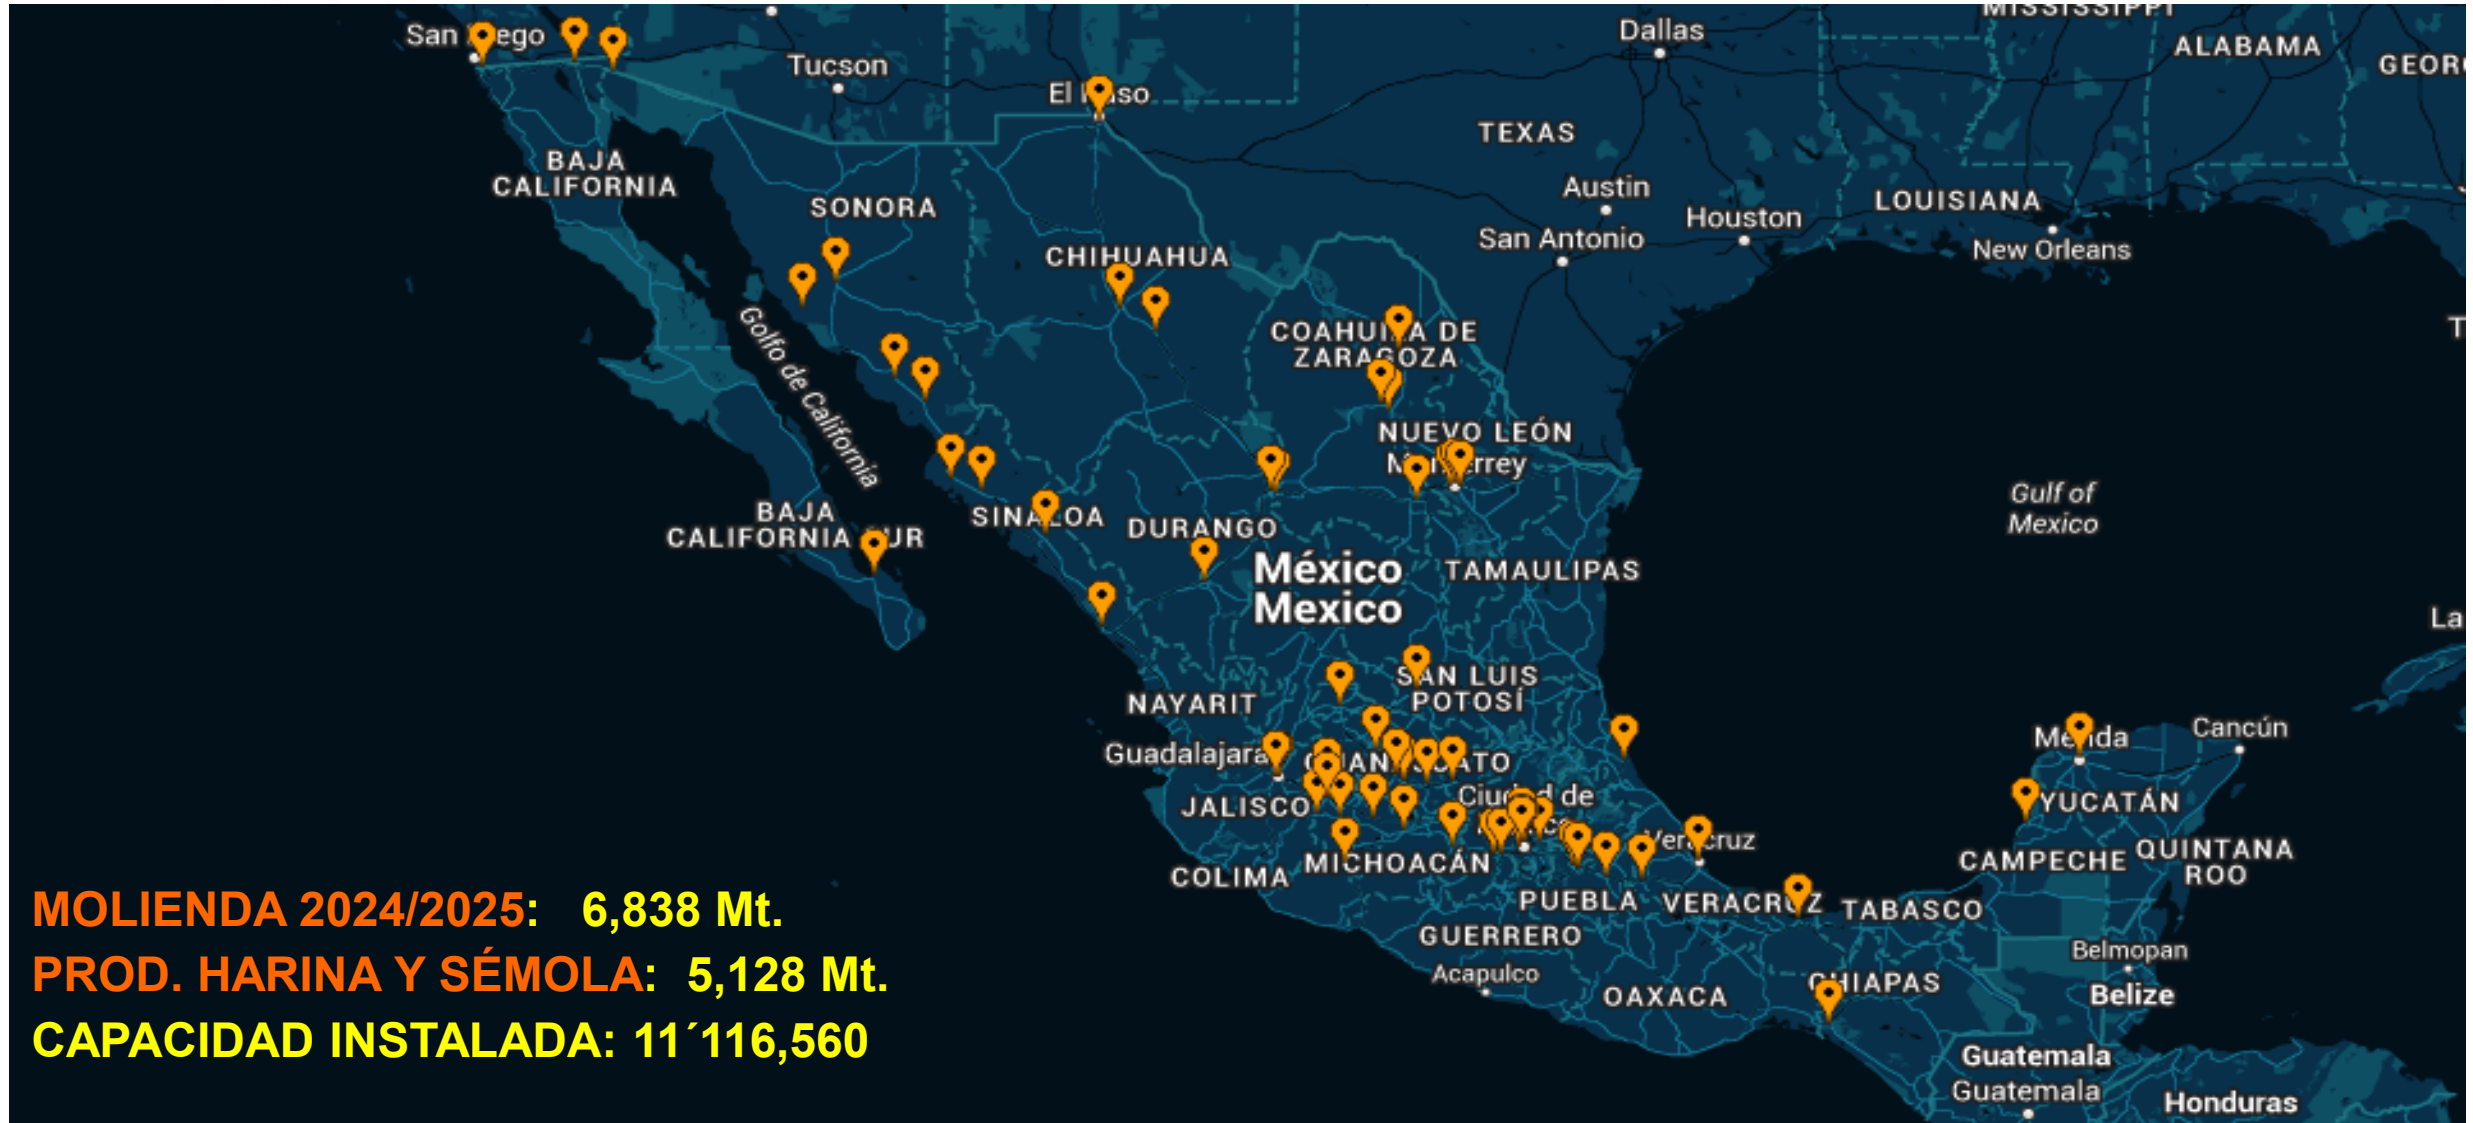 MISSISSIPPI
San Diego
Dallas
ALABAMA
Tucson
El Paso
TEXAS
BAJA
CALIFORNIA
SONORA
Austin
Houston
LOUISIANA
San Antonio
New Orleans
CHIHUAHUA
COAHUILA DE
ZARAGOZA
Golfo de California
NUEVO LEÓN
Monterrey
Gulf of
Mexico
BAJA
CALIFORNIA SUR
SINALOA
DURANGO
México
Mexico
TAMAULIPAS
La
SAN LUIS
POTOSÍ
NAYARIT
Guadalajara
GUANAJUATO
Mérida
Cancún
JALISCO
Ciudad de
México
YUCATÁN
Veracruz
COLIMA
MICHOACÁN
CAMPECHE
QUINTANA
ROO
PUEBLA
VERACRUZ
TABASCO
GUERRERO
Acapulco
OAXACA
CHIAPAS
Belmopan
Belize
Guatemala
Guatemala
Honduras
MOLIENDA 2024/2025: 6,838 Mt.
PROD. HARINA Y SÉMOLA: 5,128 Mt.
CAPACIDAD INSTALADA: 11´116,560